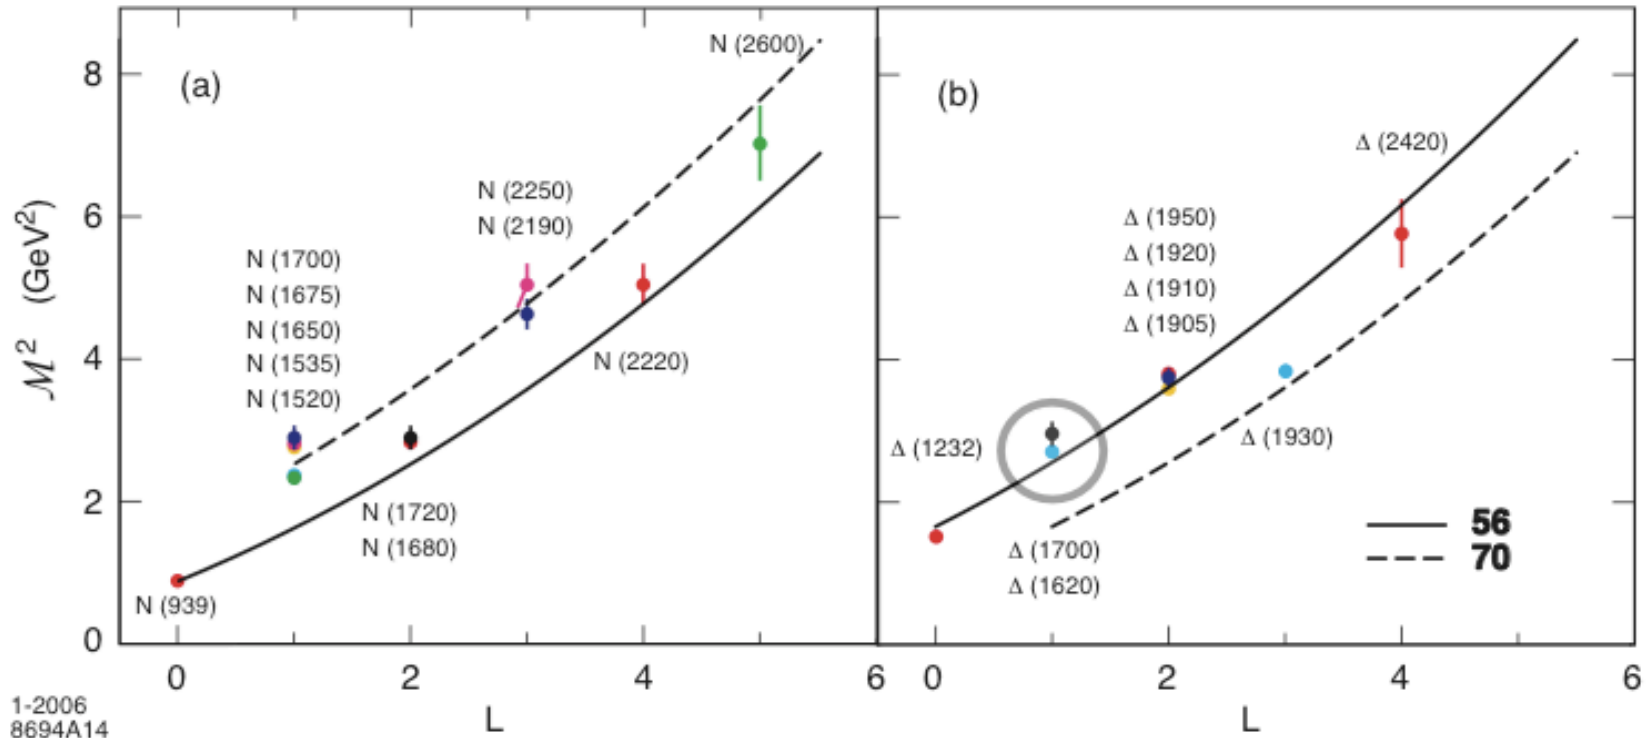 (a)
N (2600)
N (2250)
N (2190)
N (1700)
N (1675)
N (1650)
N (1535)
N (1520)
N (2220)
N (1720)
N (1680)
N (939)
8
6
4
2
0
ℳ² (GeV²)
0 2 4 6
L
(b)
Δ (2420)
Δ (1950)
Δ (1920)
Δ (1910)
Δ (1905)
Δ (1232)
Δ (1930)
Δ (1700)
Δ (1620)
56
70
0 2 4 6
L
1-2006
8694A14